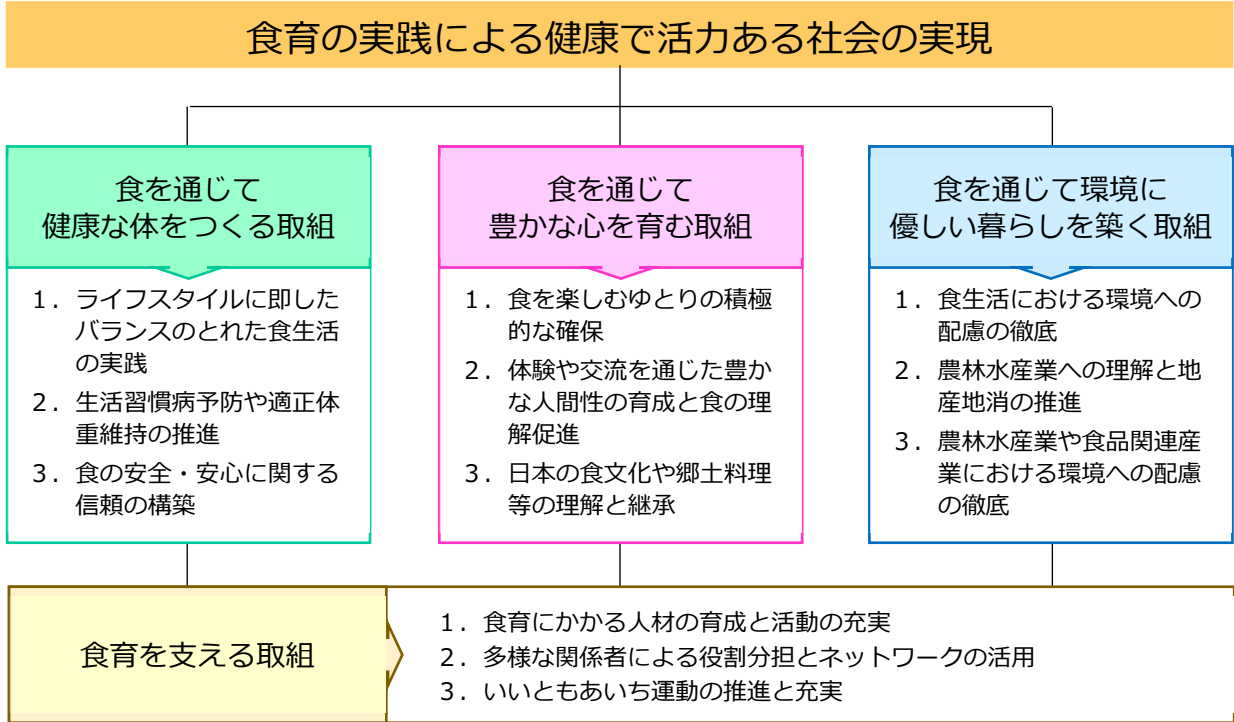 食育の実践による健康で活力ある社会の実現
食を通じて
健康な体をつくる取組
1．ライフスタイルに即した
バランスのとれた食生活
の実践
2．生活習慣病予防や適正体
重維持の推進
3．食の安全・安心に関する
信頼の構築
食を通じて
豊かな心を育む取組
1．食を楽しむゆとりの積極
的な確保
2．体験や交流を通じた豊か
な人間性の育成と食の理
解促進
3．日本の食文化や郷土料理
等の理解と継承
食を通じて環境に
優しい暮らしを築く取組
1．食生活における環境への
配慮の徹底
2．農林水産業への理解と地
産地消の推進
3．農林水産業や食品関連産
業における環境への配慮
の徹底
食育を支える取組
1．食育にかかる人材の育成と活動の充実
2．多様な関係者による役割分担とネットワークの活用
3．いいともあいち運動の推進と充実